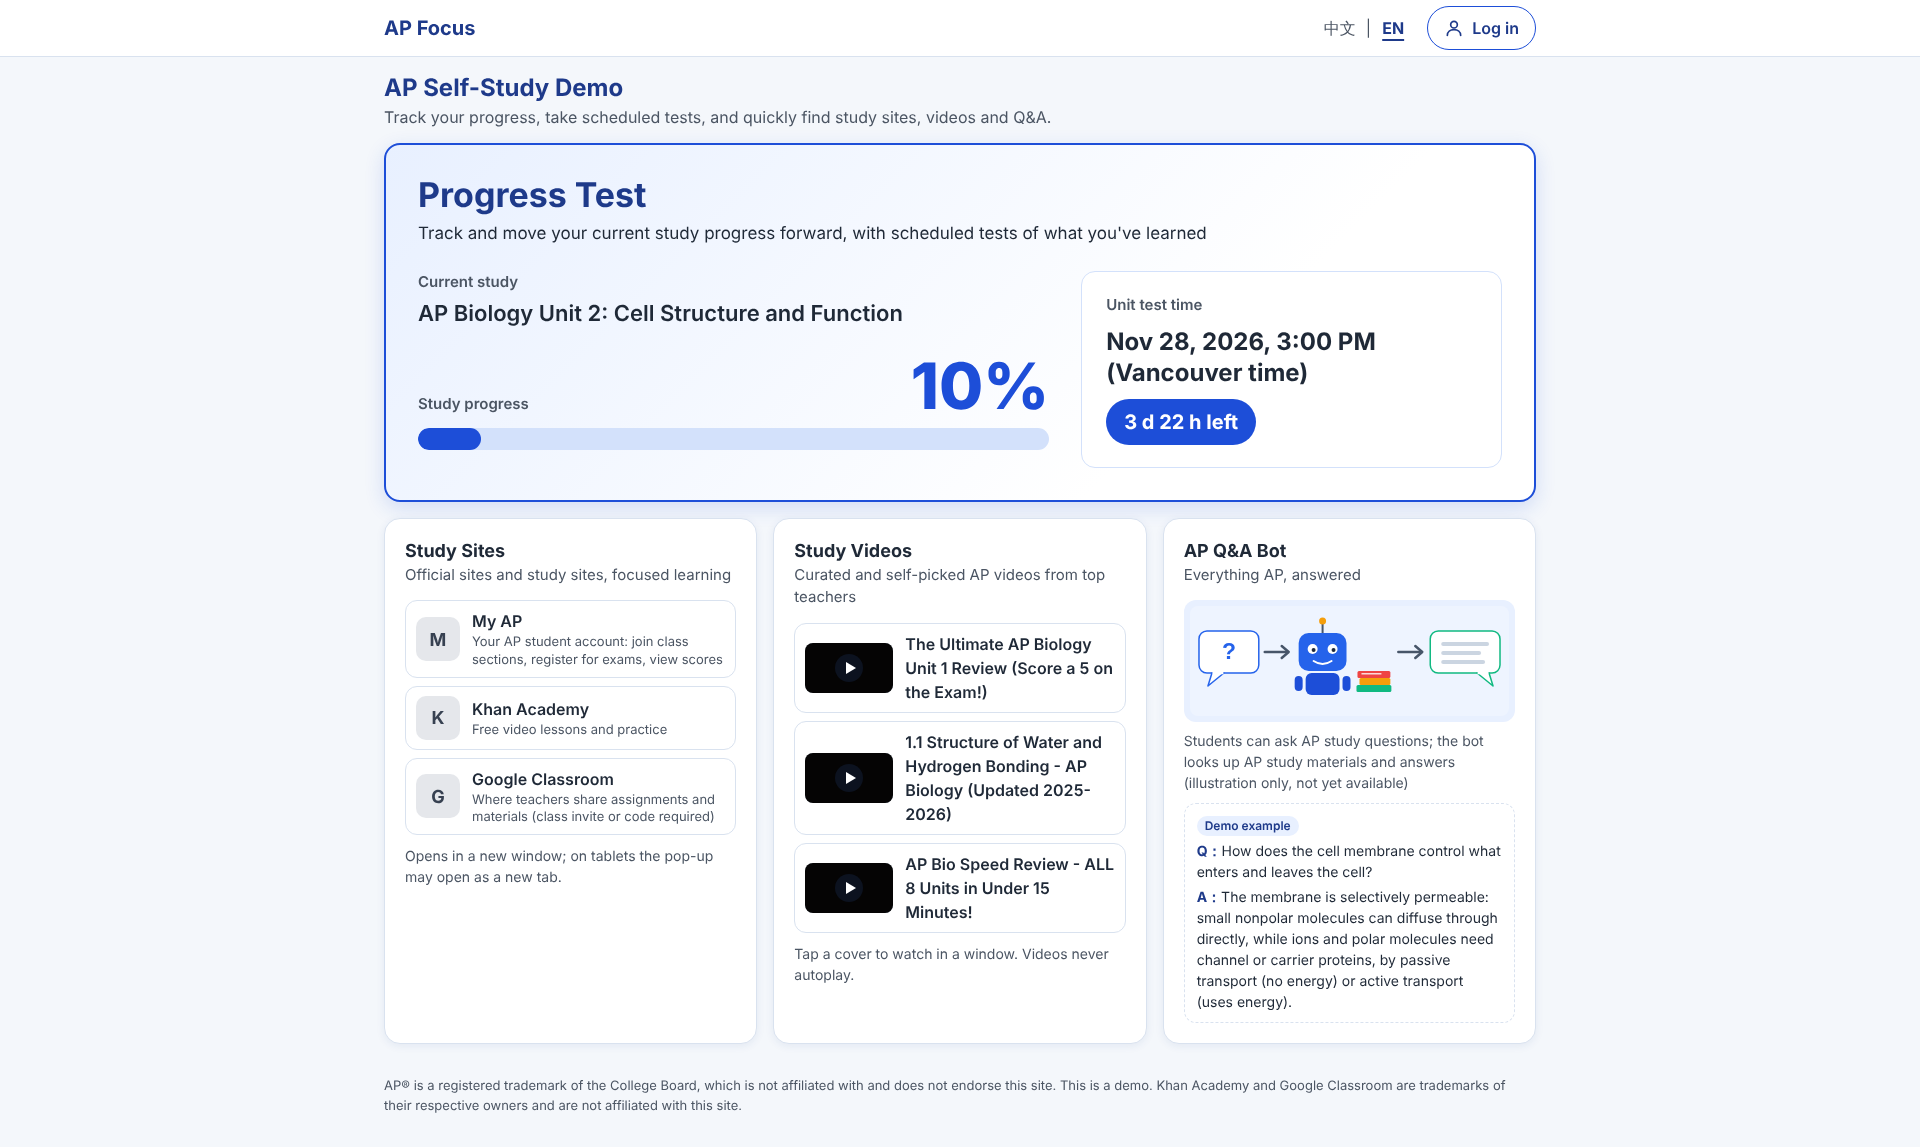 AP Focus
中文 | EN
Log in
AP Self-Study Demo
Track your progress, take scheduled tests, and quickly find study sites, videos and Q&A.
Progress Test
Track and move your current study progress forward, with scheduled tests of what you've learned
Current study
AP Biology Unit 2: Cell Structure and Function
Study progress
10%
Unit test time
Nov 28, 2026, 3:00 PM
(Vancouver time)
3 d 22 h left
Study Sites
Official sites and study sites, focused learning
M
My AP
Your AP student account: join class
sections, register for exams, view scores
K
Khan Academy
Free video lessons and practice
G
Google Classroom
Where teachers share assignments and
materials (class invite or code required)
Opens in a new window; on tablets the pop-up
may open as a new tab.
Study Videos
Curated and self-picked AP videos from top
teachers
The Ultimate AP Biology
Unit 1 Review (Score a 5 on
the Exam!)
1.1 Structure of Water and
Hydrogen Bonding - AP
Biology (Updated 2025-
2026)
AP Bio Speed Review - ALL
8 Units in Under 15
Minutes!
Tap a cover to watch in a window. Videos never
autoplay.
AP Q&A Bot
Everything AP, answered
?
Students can ask AP study questions; the bot
looks up AP study materials and answers
(illustration only, not yet available)
Demo example
Q：How does the cell membrane control what
enters and leaves the cell?
A：The membrane is selectively permeable:
small nonpolar molecules can diffuse through
directly, while ions and polar molecules need
channel or carrier proteins, by passive
transport (no energy) or active transport
(uses energy).
AP® is a registered trademark of the College Board, which is not affiliated with and does not endorse this site. This is a demo. Khan Academy and Google Classroom are trademarks of
their respective owners and are not affiliated with this site.